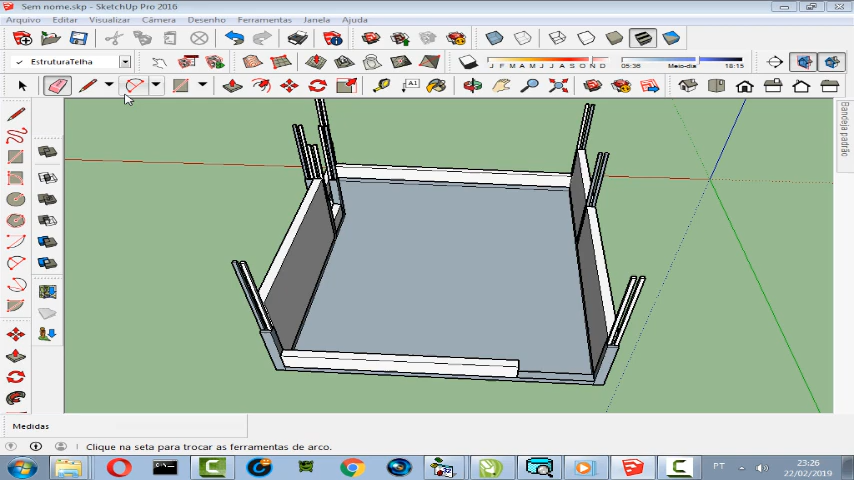 Sem nome.skp - SketchUp Pro 2016
Arquivo Editar Visualizar Câmera Desenho Ferramentas Janela Ajuda
EstruturaTelha
J F M A M J J A S O N D
05:38 Meio-dia 18:15
A1
Bandeja padrão
Medidas
Clique na seta para trocar as ferramentas de arco.
PT
23:26
22/02/2019